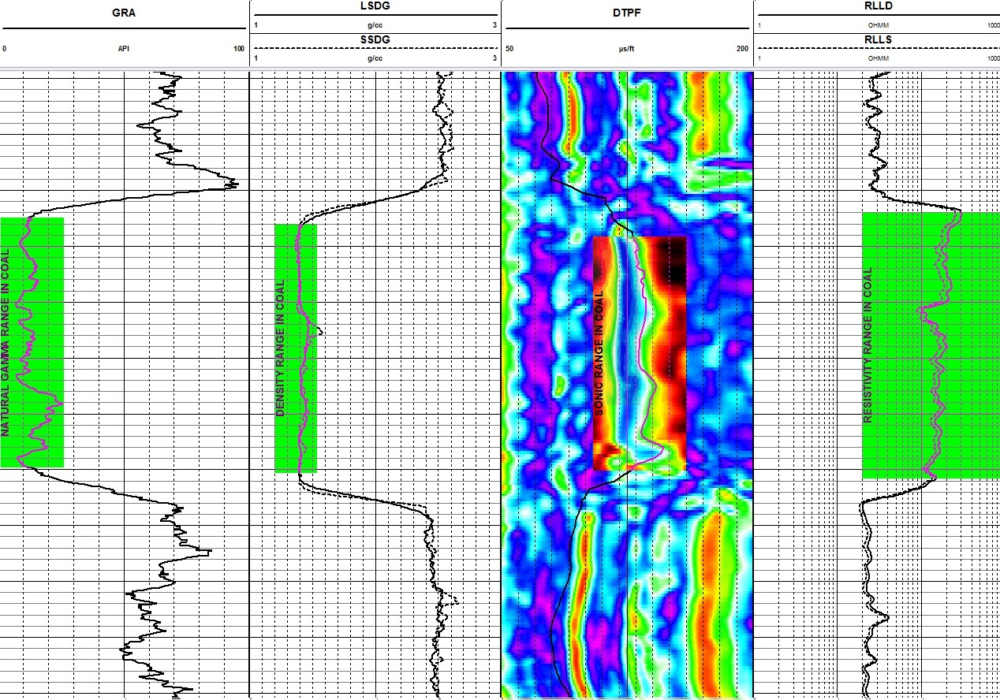 GRA
0 API 100
LSDG
1 g/cc 3
SSDG
1 g/cc 3
DTPF
50 µs/ft 200
RLLD
1 OHMM 1000
RLLS
1 OHMM 1000
NATURAL GAMMA RANGE IN COAL
DENSITY RANGE IN COAL
SONIC RANGE IN COAL
RESISTIVITY RANGE IN COAL